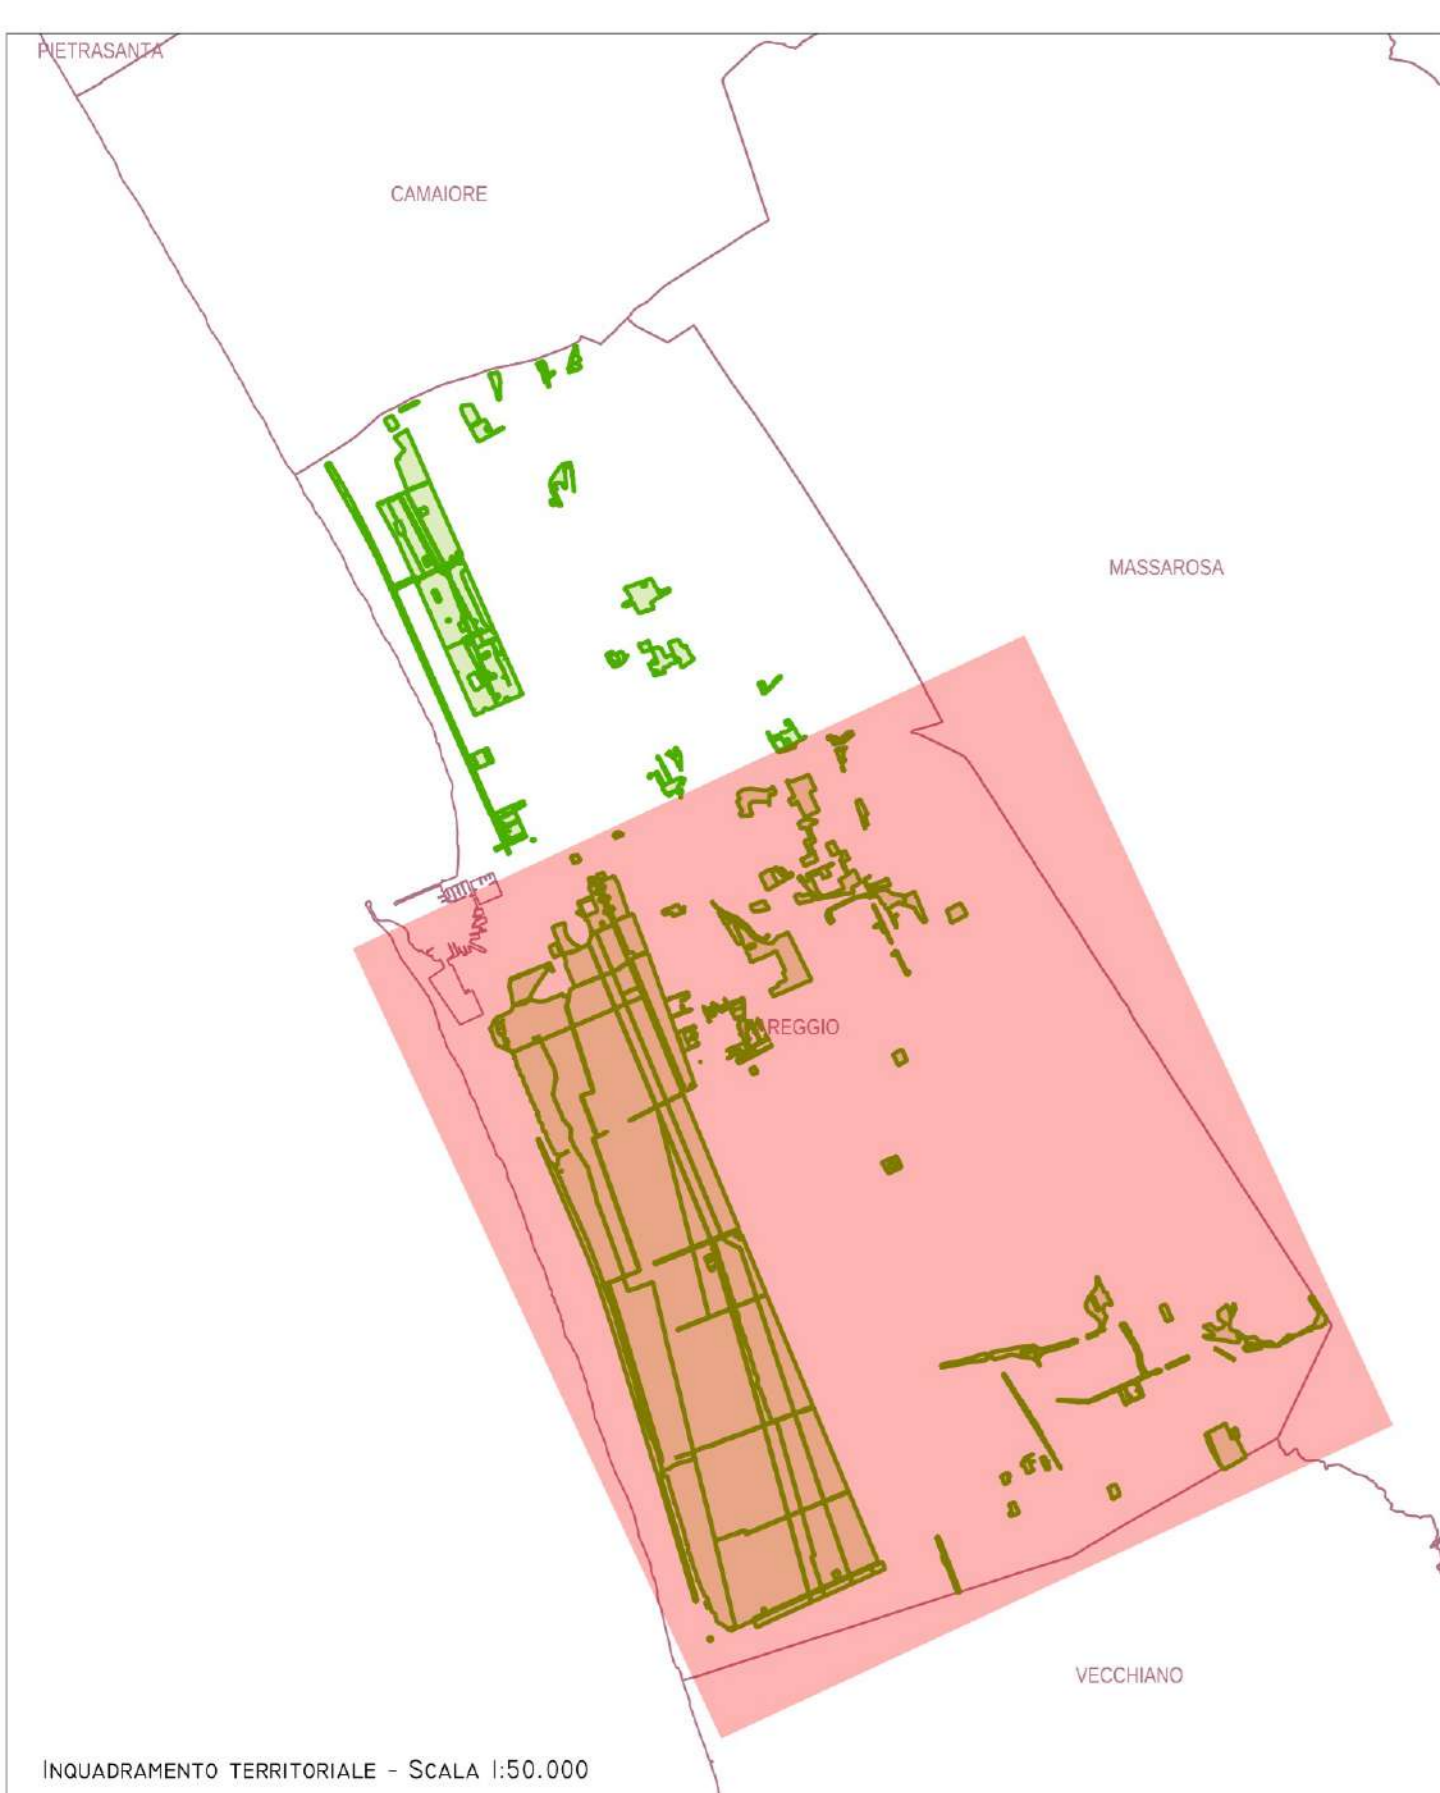 PIETRASANTA
CAMAIORE
MASSAROSA
REGGIO
VECCHIANO
INQUADRAMENTO TERRITORIALE - SCALA 1:50.000